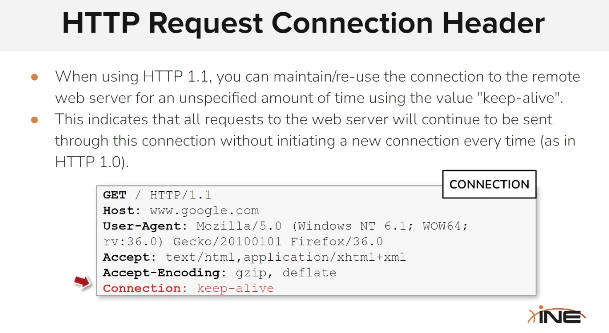 HTTP Request Connection Header
When using HTTP 1.1, you can maintain/re-use the connection to the remote
web server for an unspecified amount of time using the value "keep-alive".
This indicates that all requests to the web server will continue to be sent
through this connection without initiating a new connection every time (as in
HTTP 1.0).
CONNECTION
GET / HTTP/1.1
Host: www.google.com
User-Agent: Mozilla/5.0 (Windows NT 6.1; WOW64;
rv:36.0) Gecko/20100101 Firefox/36.0
Accept: text/html,application/xhtml+xml
Accept-Encoding: gzip, deflate
Connection: keep-alive
INE